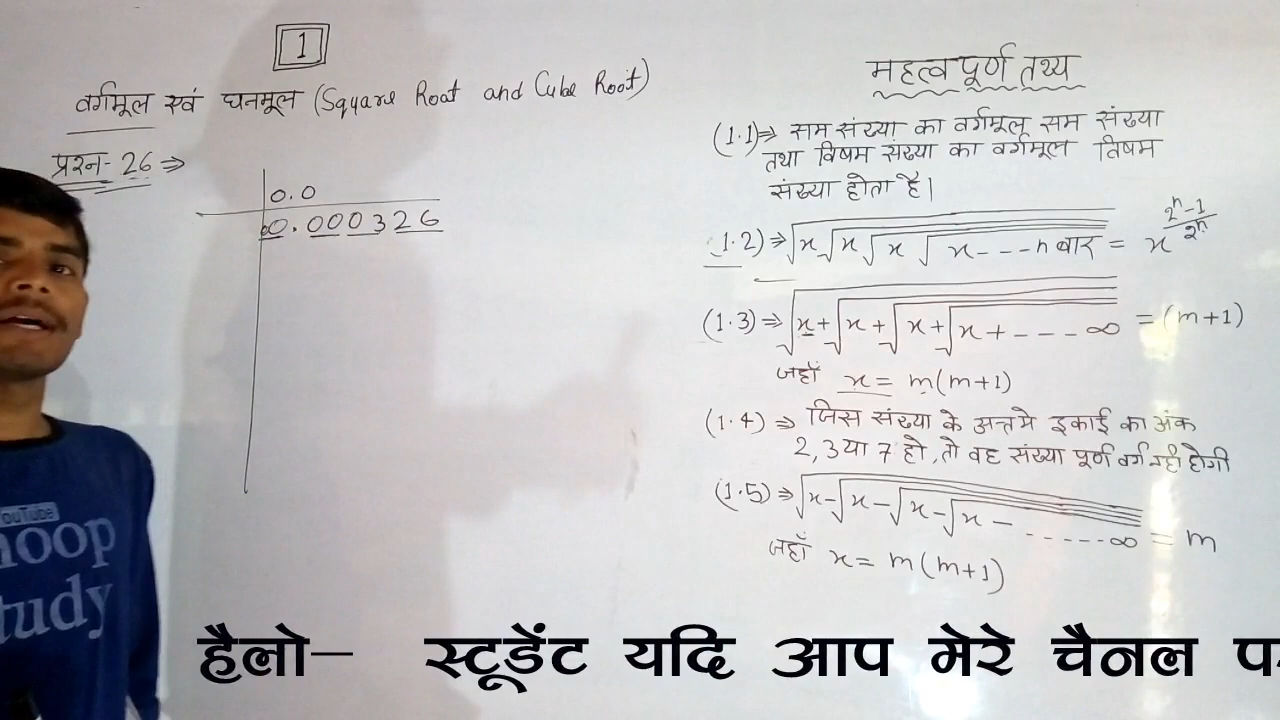 1
वर्गमूल एवं घनमूल (Square Root and Cube Root)
प्रश्न- 26 ⇒
0.0
00.000326
महत्वपूर्ण तथ्य
(1.1)⇒ सम संख्या का वर्गमूल सम संख्या
तथा विषम संख्या का वर्गमूल विषम
संख्या होता है।
(1.2)⇒ √x√x√x√x---n बार = x^(2^n-1)/2^n
(1.3)⇒ √x+√x+√x+√x+---∞ = (m+1)
जहाँ x = m(m+1)
(1.4)⇒ जिस संख्या के अन्तमे इकाई का अंक
2, 3 या 7 हो, तो वह संख्या पूर्ण वर्ग नही होगी
(1.5)⇒ √x-√x-√x-√x-------∞ = m
जहाँ x = m(m+1)
YouTube
noop
tudy
हैलो- स्टूडेंट यदि आप मेरे चैनल